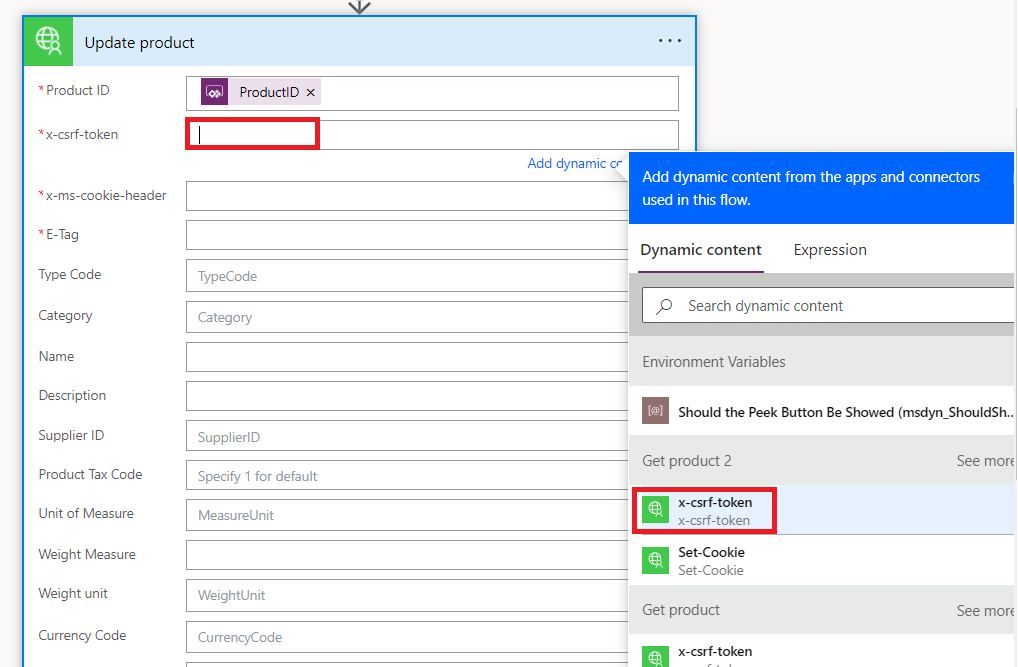 Update product
* Product ID
ProductID ×
* x-csrf-token
Add dynamic co
* x-ms-cookie-header
* E-Tag
Type Code
TypeCode
Category
Category
Name
Description
Supplier ID
SupplierID
Product Tax Code
Specify 1 for default
Unit of Measure
MeasureUnit
Weight Measure
Weight unit
WeightUnit
Currency Code
CurrencyCode
Add dynamic content from the apps and connectors
used in this flow.
Dynamic content
Expression
Search dynamic content
Environment Variables
[@]
Should the Peek Button Be Showed (msdyn_ShouldSh...
Get product 2
See more
x-csrf-token
x-csrf-token
Set-Cookie
Set-Cookie
Get product
See more
x-csrf-token
x-csrf-token